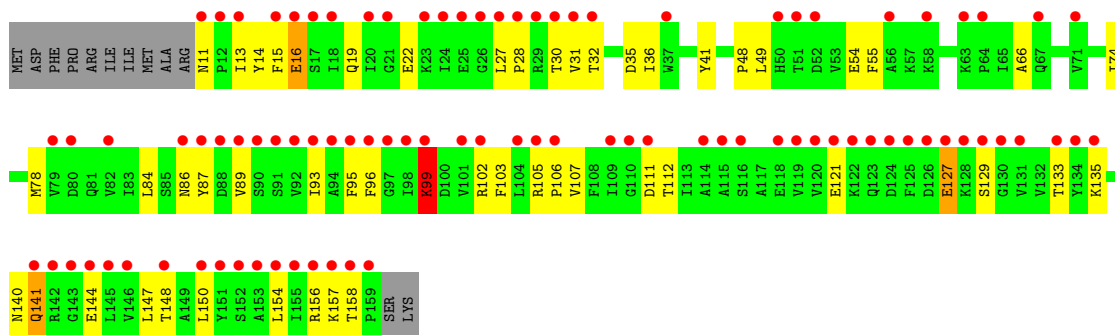 MET ASP PHE PRO ARG ILE ILE MET ALA ARG N11 P12 I13 Y14 F15 E16 S17 I18 Q19 I20 G21 E22 K23 I24 E25 G26 L27 P28 R29 T30 V31 T32 D35 I36 W37 Y41 P48 L49 H50 T51 D52 V53 E54 F55 A56 K57 K58 K63 P64 I65 A66 Q67 V71
M78 V79 D80 Q81 V82 I83 L84 S85 N86 Y87 D88 V89 S90 S91 V92 I93 A94 F95 F96 G97 I98 K99 D100 V101 R102 F103 L104 R105 P106 V107 F108 I109 G110 D111 T112 I113 A114 A115 S116 A117 E118 V119 V120 E121 K122 Q123 D124 F125 D126 E127 K128 S129 G130 V131 V132 T133 Y134 K135
N140 Q141 R142 G143 E144 L145 V146 L147 T148 A149 L150 Y151 S152 A153 L154 I155 R156 K157 T158 P159 SER LYS